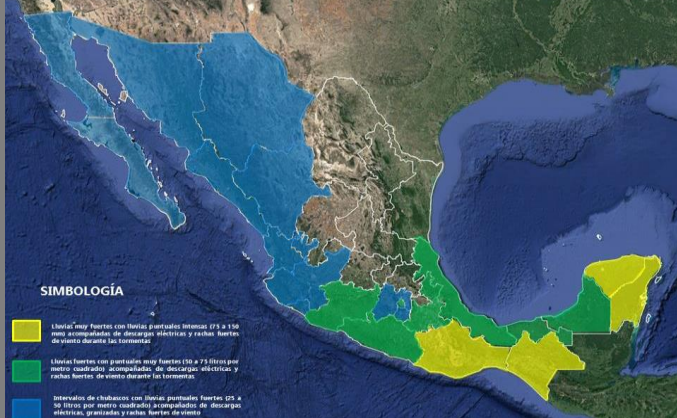 SIMBOLOGÍA
Lluvias muy fuertes con lluvias puntuales intensas (75 a 150
mm) acompañadas de descargas eléctricas y rachas fuertes
de viento durante las tormentas
Lluvias fuertes con puntuales muy fuertes (50 a 75 litros por
metro cuadrado) acompañadas de descargas eléctricas y
rachas fuertes de viento durante las tormentas
Intervalos de chubascos con lluvias puntuales fuertes (25 a
50 litros por metro cuadrado) acompañados de descargas
eléctricas, granizadas y rachas fuertes de viento